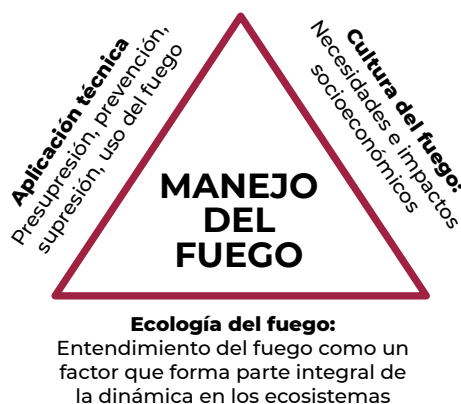 Aplicación técnica
Presupresión, prevención,
supresión, uso del fuego
Cultura del fuego:
Necesidades e impactos
socioeconómicos
MANEJO
DEL
FUEGO
Ecología del fuego:
Entendimiento del fuego como un
factor que forma parte integral de
la dinámica en los ecosistemas